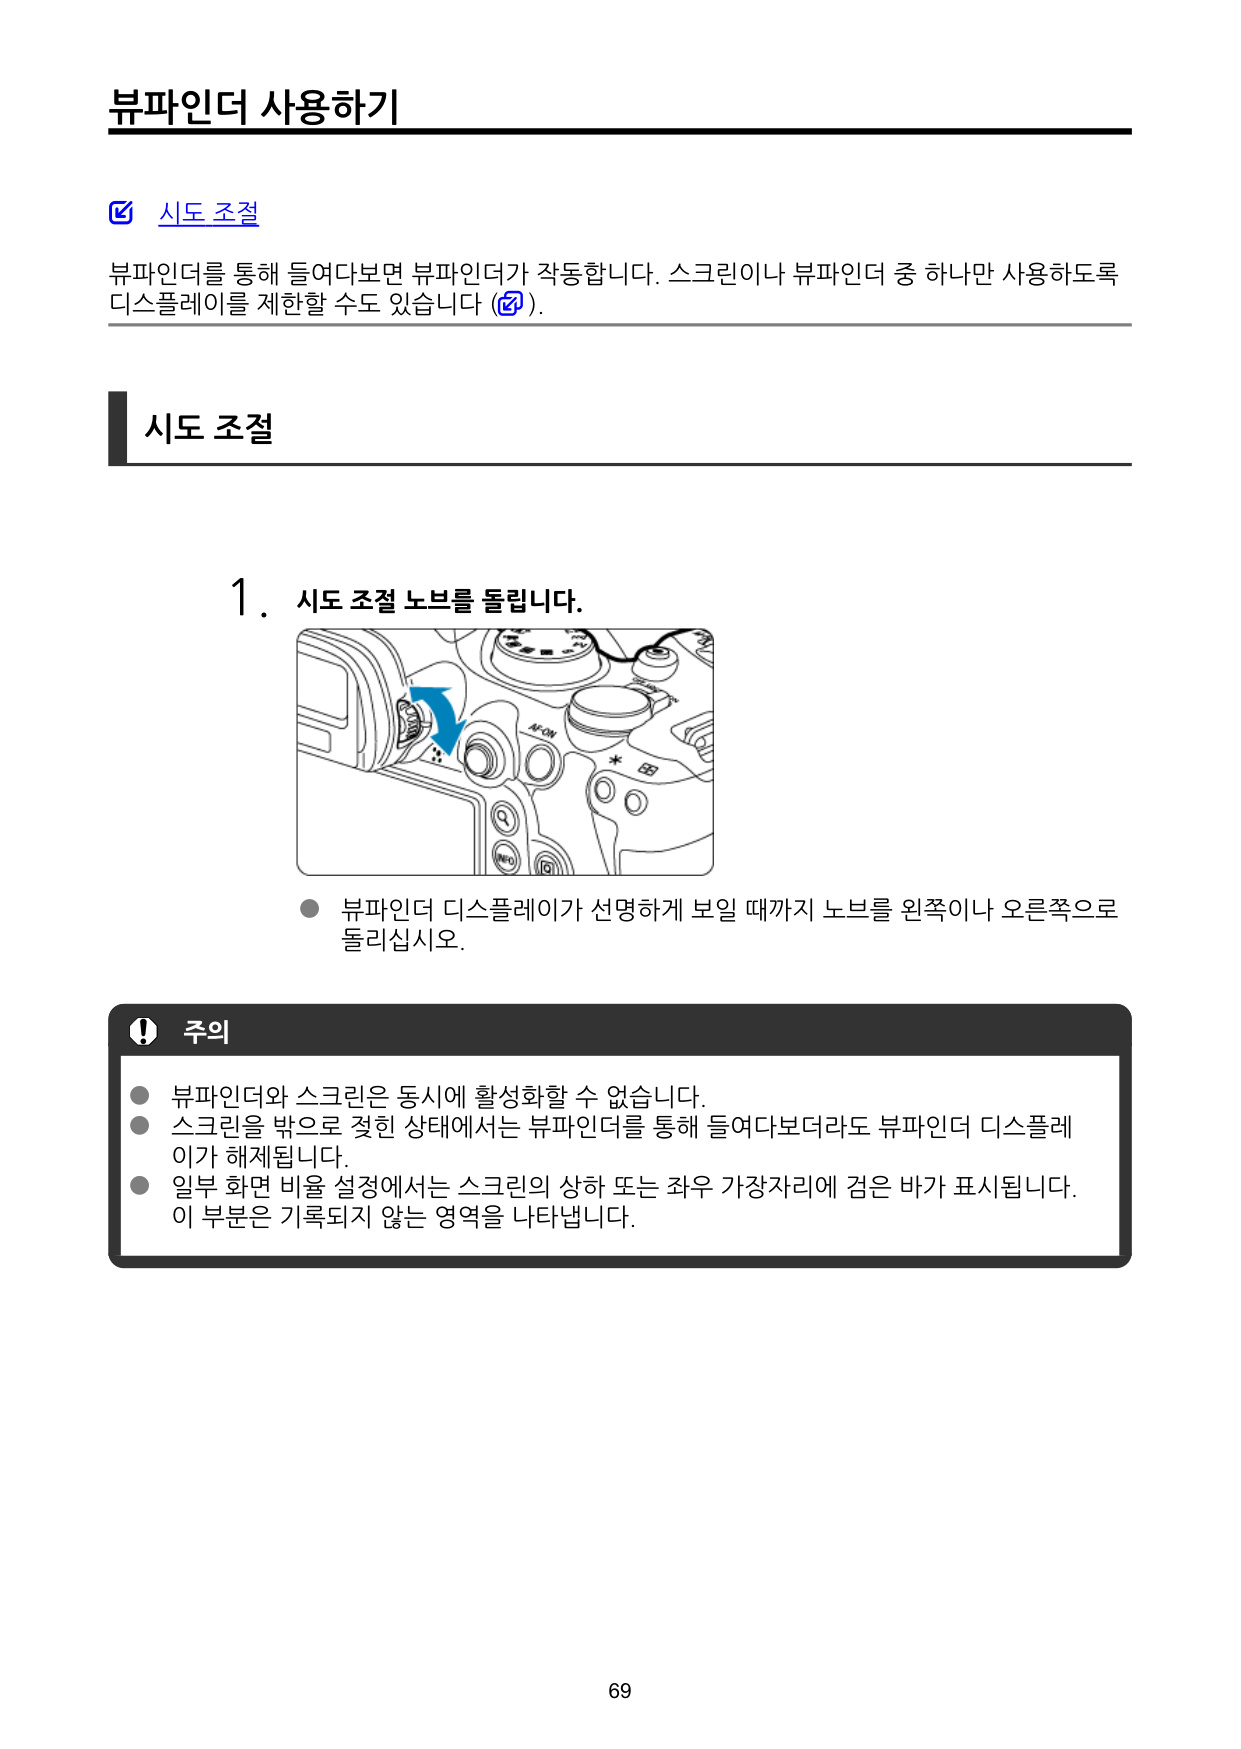 뷰파인더 사용하기
시도 조절
뷰파인더를 통해 들여다보면 뷰파인더가 작동합니다. 스크린이나 뷰파인더 중 하나만 사용하도록
디스플레이를 제한할 수도 있습니다 ( ).
시도 조절
1. 시도 조절 노브를 돌립니다.
AF-ON
INFO
● 뷰파인더 디스플레이가 선명하게 보일 때까지 노브를 왼쪽이나 오른쪽으로
돌리십시오.
주의
● 뷰파인더와 스크린은 동시에 활성화할 수 없습니다.
● 스크린을 밖으로 젖힌 상태에서는 뷰파인더를 통해 들여다보더라도 뷰파인더 디스플레
이가 해제됩니다.
● 일부 화면 비율 설정에서는 스크린의 상하 또는 좌우 가장자리에 검은 바가 표시됩니다.
이 부분은 기록되지 않는 영역을 나타냅니다.
69